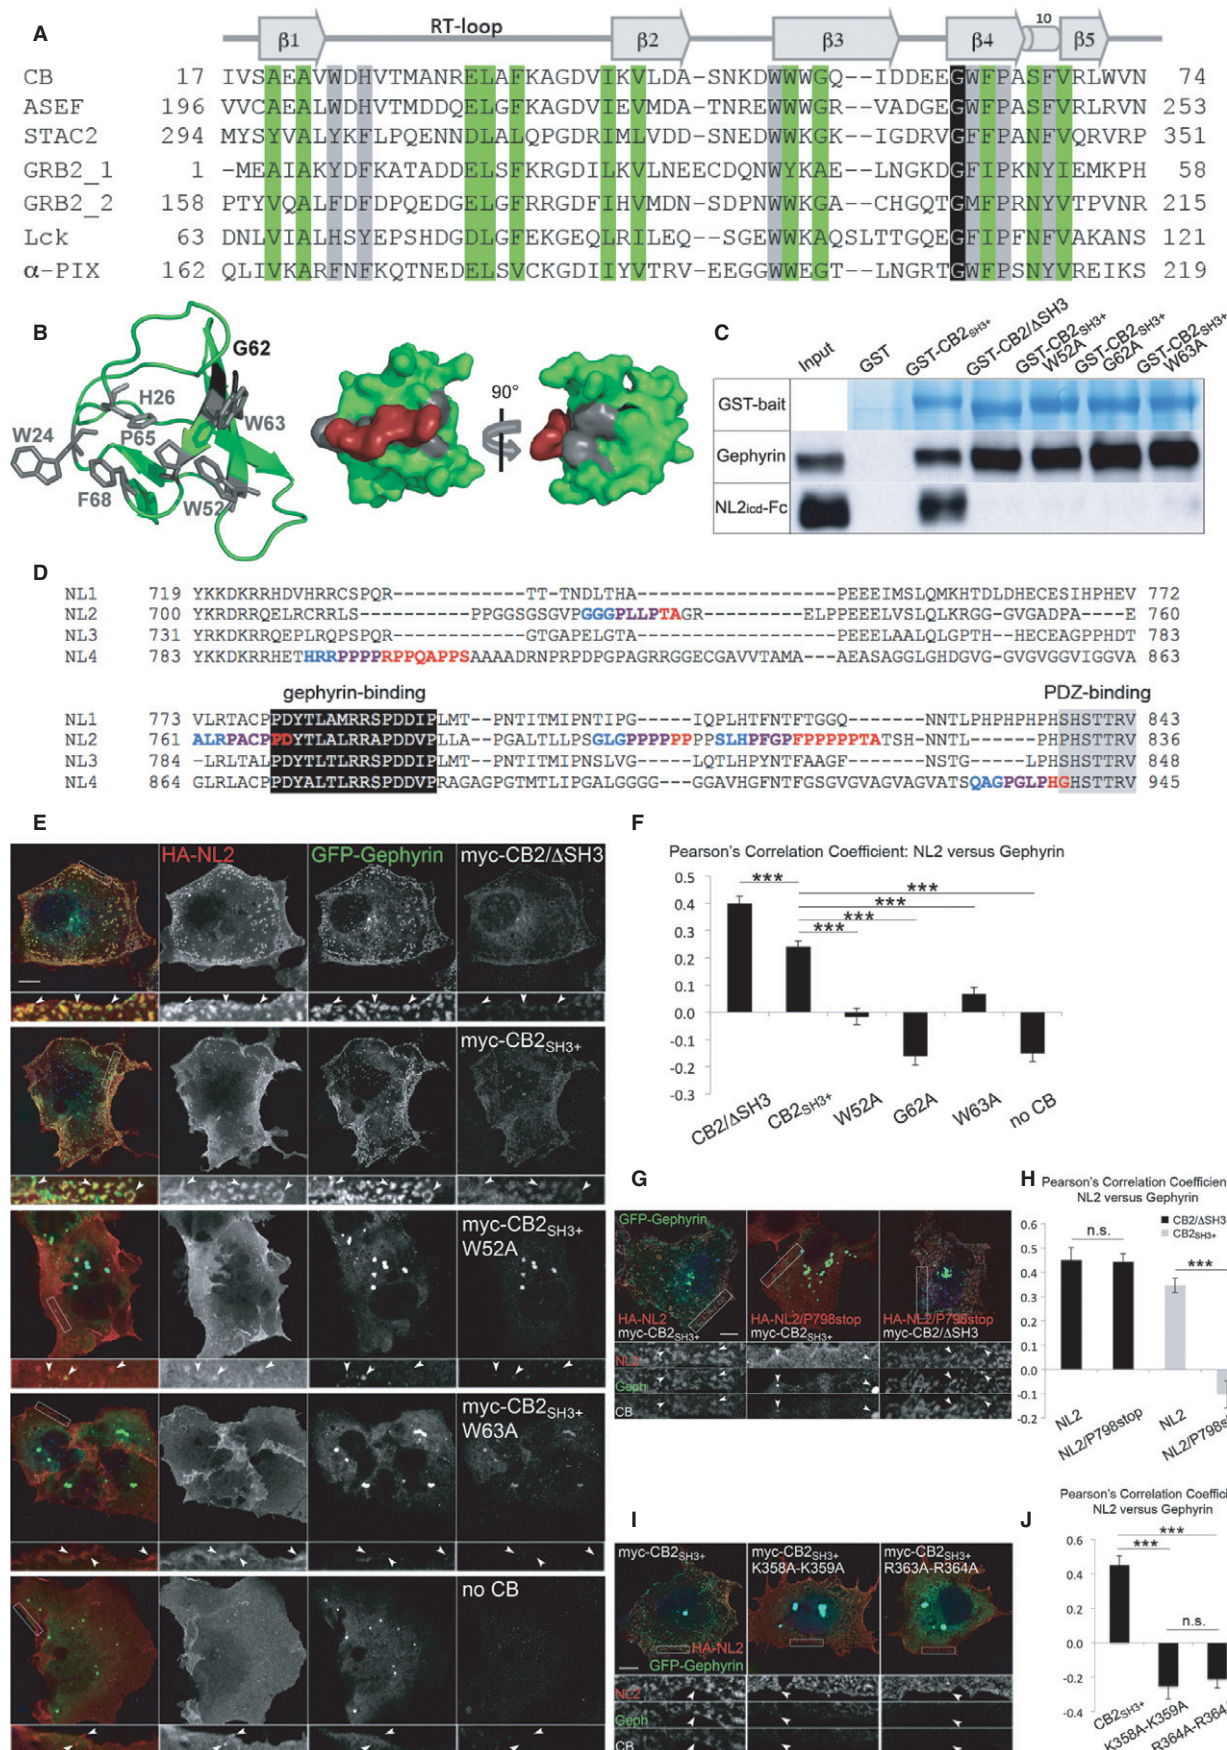 A
RT-loop
β1
β2
β3
β4
10
β5
CB 17 IVSAEAVWDHVTMANRELAFKAGDVIKVLDA-SNKDWWWGQ--IDDEEGWFPASFVRLWVN 74
ASEF 196 VVCAEALWDHVTMDDQELGFKAGDVIEVMDA-TNREWWWGR--VADGEGWFPASFVRLRVN 253
STAC2 294 MYSYVALYKFLPQENNDLALQPGDRIMLVDD-SNEDWWKGK--IGDRVGFFPANFVQRVRP 351
GRB2_1 1 -MEAIAKYDFKATADDELSFKRGDILKVLNEECDQNWYKAE--LNGKDGFIPKNYIEMKPH 58
GRB2_2 158 PTYVQALFDFDPQEDGELGFRRGDFIHVMDN-SDPNWWKGA--CHGQTGMFPRNYVTPVNR 215
Lck 63 DNLVIALHSYEPSHDGDLGFEKGEQLRILEQ--SGEWWKAQSLTTGQEGFIPFNFVAKANS 121
α-PIX 162 QLIVKARFNFKQTNEDELSVCKGDIIYVTRV-EEGGWWEGT--LNGRTGWFPSNYVREIKS 219
B
G62
H26
P65
W63
W24
F68
W52
90°
C
Input
GST
GST-CB2SH3+
GST-CB2/ΔSH3
GST-CB2SH3+ W52A
GST-CB2SH3+ G62A
GST-CB2SH3+ W63A
GST-bait
Gephyrin
NL2icd-Fc
D
NL1 719 YKKDKRRHDVHRRCSPQR--------------TT-TNDLTHA---------------------PEEEIMSLQMKHTDLDHECESIHPHEV 772
NL2 700 YRRDRRQELRCRRLS-------PPGGSGSGVPGGGPLLPTAGR--------------ELPPEEELVSLQLKRGG-GVGADPA----E 760
NL3 731 YRKDKRRQEPLRQPSPQR--------------GTGAPELGTA---------------------PEEELAALQLGPTH--HECEAGPPHDT 783
NL4 783 YKKDKRRHETHRRPPPPRPPQAPPSAAAADRNPRPDPGAGRRGGECGAVVTAMA---AEASAGGLGHDGVG-GVGVGGVIGGVA 863
gephyrin-binding
PDZ-binding
NL1 773 VLRTACPPDYTLAMRRSPDDIPLMT--PNTITMIPNTIPG-----IQPLHTFNTFTGGQ----NNTLPHPHPHPHSHSTTRV 843
NL2 761 ALRPACPPDYTLALRRAPDDVPLLA--PGALTLLPSGLGPPPPPPPPSLHPFGPFPPPPPTATSH-NNTL-----PHPHSTTRV 836
NL3 784 -LRLTALPDYTLTLRRSPDDIPLMT--PNTITMIPNSLVG-----LQTLHPYNTFAAGF----NSTG-------LPHSHSTTRV 848
NL4 864 GLRLACPPDYALTLRRSPDDVPRAGAGPGTMTLIPGALGGGG----GGAVHGFNTFGSGVGVAGVAGVATSQAGPGLPHGHSTTRV 945
E
HA-NL2
GFP-Gephyrin
myc-CB2/ΔSH3
myc-CB2SH3+
myc-CB2SH3+
W52A
myc-CB2SH3+
W63A
no CB
F
Pearson's Correlation Coefficient: NL2 versus Gephyrin
0.5
0.4
0.3
0.2
0.1
0.0
-0.1
-0.2
-0.3
***
***
***
***
***
CB2/ΔSH3
CB2SH3+
W52A
G62A
W63A
no CB
G
GFP-Gephyrin
HA-NL2
myc-CB2SH3+
HA-NL2/P798stop
myc-CB2SH3+
HA-NL2/P798stop
myc-CB2/ΔSH3
NL2
Geph
CB
H
Pearson's Correlation Coefficien
NL2 versus Gephyrin
CB2/ΔSH3
CB2SH3+
n.s.
***
0.5
0.4
0.3
0.2
0.1
0.0
-0.1
-0.2
NL2
NL2/P798stop
NL2
NL2/P798s
I
myc-CB2SH3+
HA-NL2
GFP-Gephyrin
myc-CB2SH3+
K358A-K359A
myc-CB2SH3+
R363A-R364A
NL2
Geph
CB
J
Pearson's Correlation Coeffici
NL2 versus Gephyrin
0.6
0.4
0.2
0.0
-0.2
-0.4
***
***
n.s.
CB2SH3+
K358A-K359A
R364A-R364